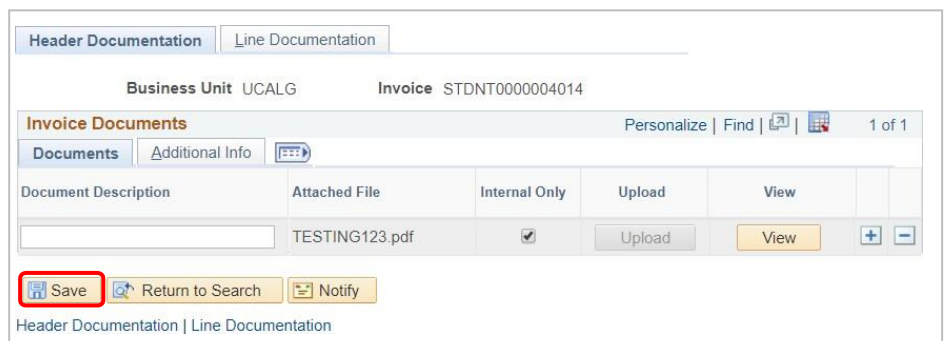 Header Documentation Line Documentation
Business Unit UCALG Invoice STDNT0000004014
Invoice Documents Personalize | Find | | 1 of 1
Documents Additional Info
Document Description Attached File Internal Only Upload View
TESTING123.pdf Upload View
Save Return to Search Notify
Header Documentation | Line Documentation